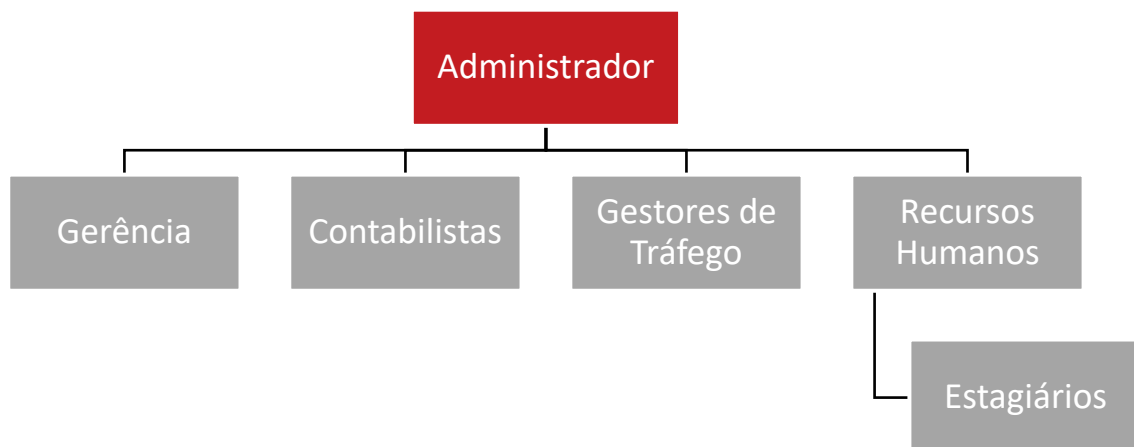 Administrador
Gerência
Contabilistas
Gestores de
Tráfego
Recursos
Humanos
Estagiários